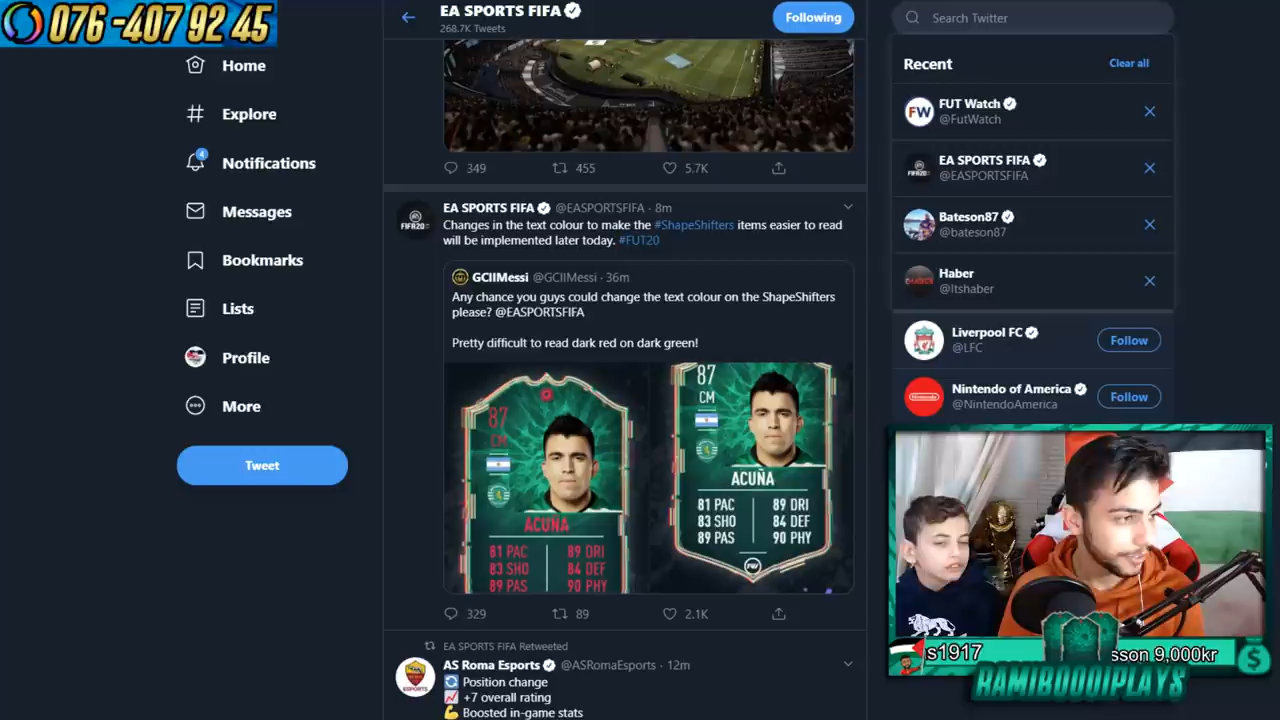 076 -407 92 45
Home
Explore
4
Notifications
Messages
Bookmarks
Lists
Profile
More
Tweet
EA SPORTS FIFA
268.7K Tweets
Following
349
455
5.7K
EA SPORTS FIFA @EASPORTSFIFA · 8m
Changes in the text colour to make the #ShapeShifters items easier to read
will be implemented later today. #FUT20
FIFA20
GCIIMessi @GCIIMessi · 36m
Any chance you guys could change the text colour on the ShapeShifters
please? @EASPORTSFIFA
Pretty difficult to read dark red on dark green!
87
CM
ACUÑA
81 PAC 89 DRI
83 SHO 84 DEF
89 PAS 90 PHY
87
CM
ACUÑA
81 PAC 89 DRI
83 SHO 84 DEF
89 PAS 90 PHY
329
89
2.1K
EA SPORTS FIFA Retweeted
AS Roma Esports @ASRomaEsports · 12m
ESPORTS
Position change
+7 overall rating
Boosted in-game stats
Search Twitter
Recent
Clear all
FW
FUT Watch
@FutWatch
FIFA20
EA SPORTS FIFA
@EASPORTSFIFA
Bateson87
@bateson87
Haber
@Itshaber
Liverpool FC
@LFC
Follow
Nintendo of America
@NintendoAmerica
Follow
s1917
sson 9,000kr
$
RAMIBOOOIPLAYS